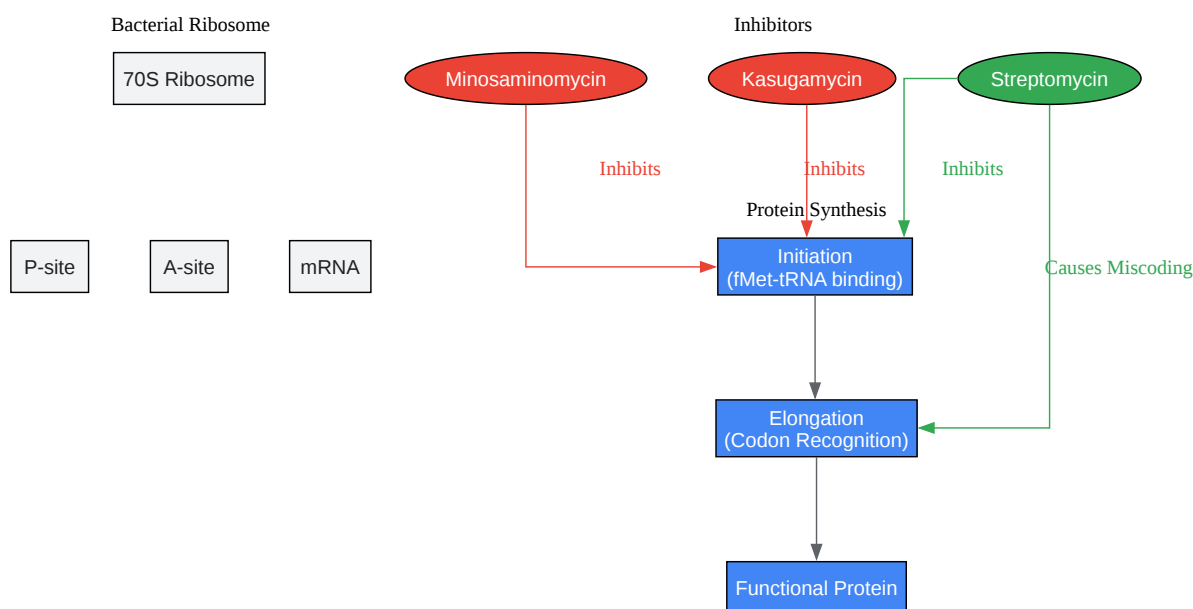 Bacterial Ribosome
Inhibitors
70S Ribosome
Minosaminomycin
Kasugamycin
Streptomycin
Inhibits
Inhibits
Inhibits
Protein Synthesis
P-site
A-site
mRNA
Initiation
(fMet-tRNA binding)
Causes Miscoding
Elongation
(Codon Recognition)
Functional Protein